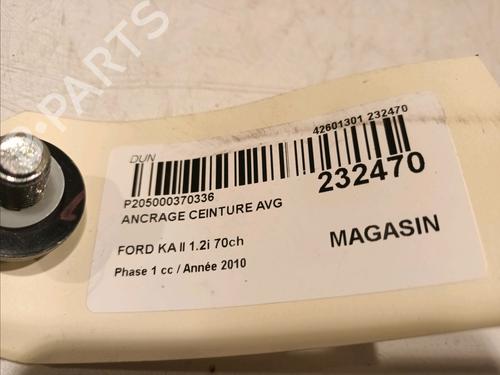 DUN
42601301 232470
P205000370336
232470
ANCRAGE CEINTURE AVG
FORD KA II 1.2i 70ch
MAGASIN
Phase 1 cc / Année 2010
B-PARTS